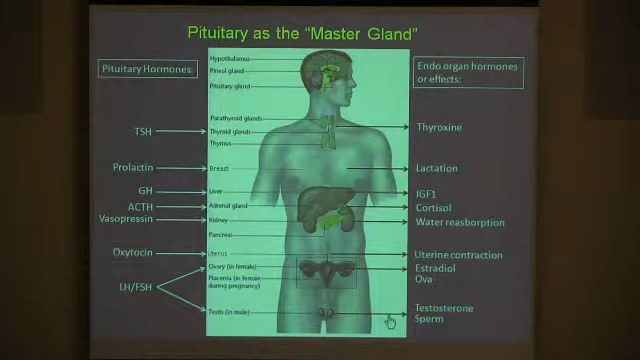 Pituitary as the "Master Gland"
Pituitary Hormones:
Endo organ hormones
or effects:
Hypothalamus
Pineal gland
Pituitary gland
Parathyroid glands
TSH
Thyroid glands
Thyroxine
Thymus
Prolactin
Breast
Lactation
GH
Liver
IGF1
ACTH
Adrenal gland
Cortisol
Vasopressin
Kidney
Water reasborption
Pancreas
Oxytocin
Uterus
Uterine contraction
Ovary (in female)
Estradiol
Ova
Placenta (in female
during pregnancy)
LH/FSH
Testis (in male)
Testosterone
Sperm